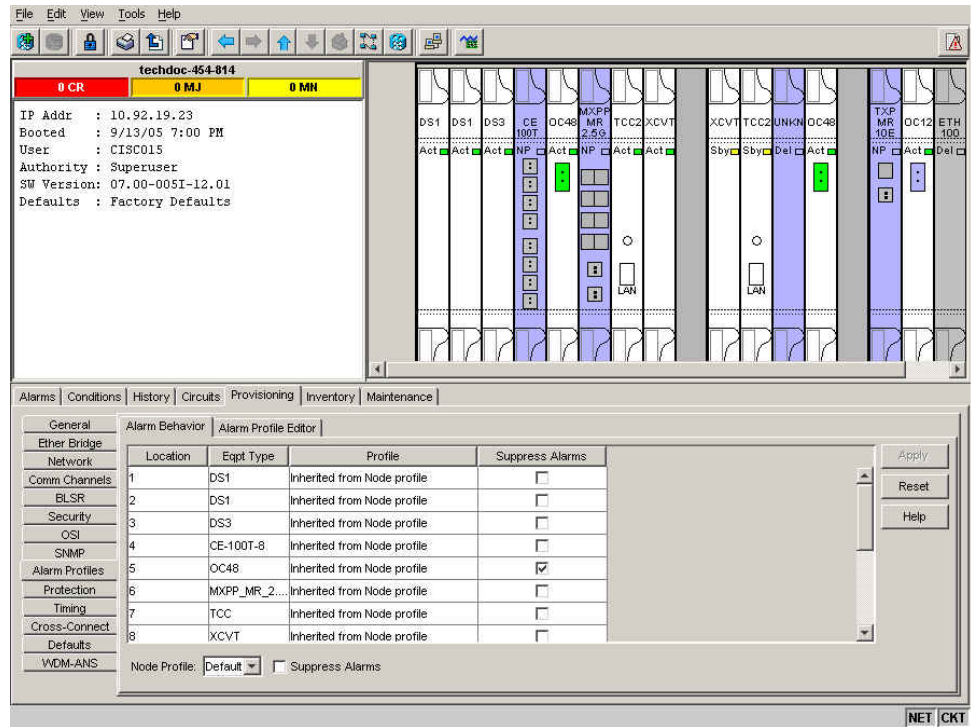 File Edit View Tools Help
techdoc-454-814
0 CR 0 MJ 0 MN
IP Addr : 10.92.19.23
Booted : 9/13/05 7:00 PM
User : CISCO15
Authority : Superuser
SW Version: 07.00-005I-12.01
Defaults : Factory Defaults
DS1 DS1 DS3 CE 100T OC48 MXPP MR 2.5G TCC2 XCVT XCVT TCC2 UNKN OC48 TXP MR 10E OC12 ETH 100
Act Act Act NP Act NP Act Act Sby Sby Del Act NP Act Del
LAN LAN
Alarms Conditions History Circuits Provisioning Inventory Maintenance
General
Ether Bridge
Network
Comm Channels
BLSR
Security
OSI
SNMP
Alarm Profiles
Protection
Timing
Cross-Connect
Defaults
WDM-ANS
Alarm Behavior Alarm Profile Editor
Location Eqpt Type Profile Suppress Alarms
1 DS1 Inherited from Node profile
2 DS1 Inherited from Node profile
3 DS3 Inherited from Node profile
4 CE-100T-8 Inherited from Node profile
5 OC48 Inherited from Node profile
6 MXPP_MR_2.... Inherited from Node profile
7 TCC Inherited from Node profile
8 XCVT Inherited from Node profile
Node Profile: Default Suppress Alarms
Apply
Reset
Help
NET CKT